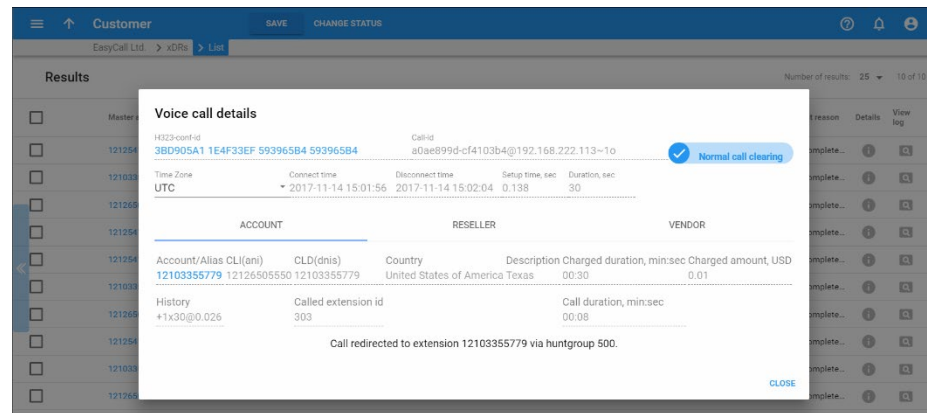 Customer SAVE CHANGE STATUS
EasyCall Ltd. > xDRs > List
Results Number of results: 25 10 of 10
Details View log
Voice call details
H323-conf-id Call-id
3BD905A1 1E4F33EF 593965B4 593965B4 a0ae899d-cf4103b4@192.168.222.113~1o Normal call clearing
Time Zone Connect time Disconnect time Setup time, sec Duration, sec
UTC 2017-11-14 15:01:56 2017-11-14 15:02:04 0.138 30
ACCOUNT RESELLER VENDOR
Account/Alias CLI(ani) CLD(dnis) Country Description Charged duration, min:sec Charged amount, USD
12103355779 12126505550 12103355779 United States of America Texas 00:30 0.01
History Called extension id Call duration, min:sec
+1x30@0.026 303 00:08
Call redirected to extension 12103355779 via huntgroup 500.
CLOSE